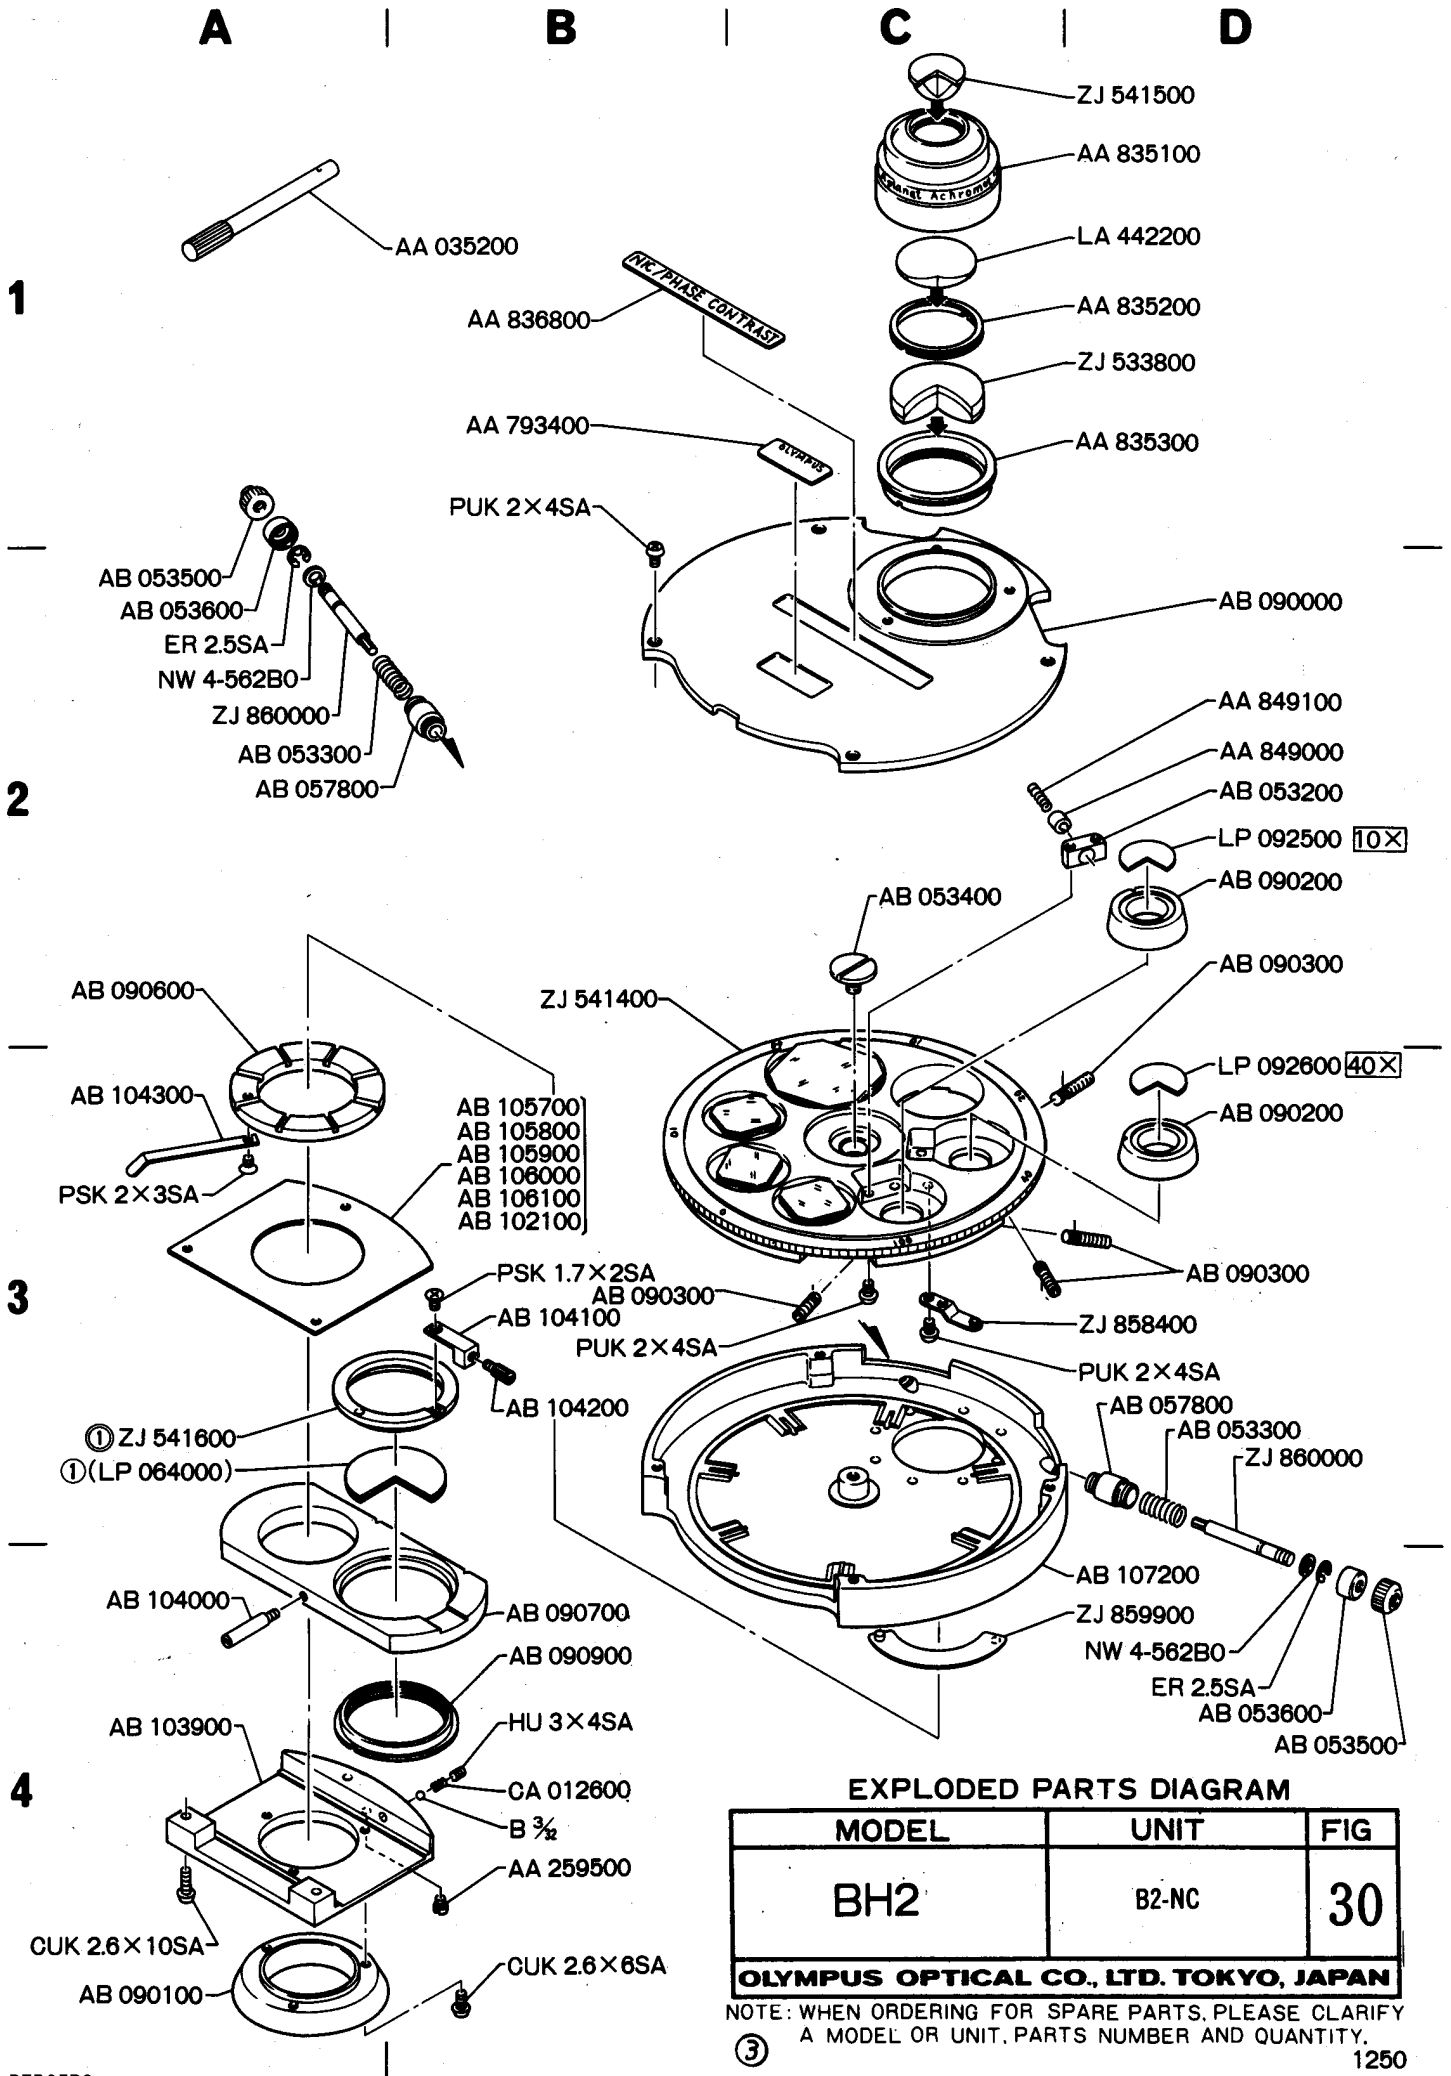 A B C D
ZJ 541500
AA 835100
Aplanat Achromat
LA 442200
AA 035200
1
NIC/PHASE CONTRAST
AA 836800
AA 835200
ZJ 533800
AA 793400
OLYMPUS
AA 835300
PUK 2×4SA
AB 053500
AB 053600
ER 2.5SA
NW 4-562B0
ZJ 860000
AB 053300
AB 057800
AB 090000
AA 849100
AA 849000
AB 053200
2
LP 092500 10×
AB 090200
AB 053400
AB 090300
AB 090600
ZJ 541400
LP 092600 40×
AB 104300
AB 090200
AB 105700
AB 105800
AB 105900
AB 106000
AB 106100
AB 102100
PSK 2×3SA
3
PSK 1.7×2SA
AB 090300
AB 090300
AB 104100
PUK 2×4SA
ZJ 858400
PUK 2×4SA
AB 104200
AB 057800
AB 053300
ZJ 860000
① ZJ 541600
①(LP 064000)
AB 104000
AB 090700
AB 107200
ZJ 859900
NW 4-562B0
ER 2.5SA
AB 053600
AB 053500
AB 090900
AB 103900
HU 3×4SA
4
CA 012600
B 3/32
AA 259500
CUK 2.6×10SA
CUK 2.6×6SA
AB 090100
EXPLODED PARTS DIAGRAM
MODEL UNIT FIG
BH2 B2-NC 30
OLYMPUS OPTICAL CO., LTD. TOKYO, JAPAN
NOTE: WHEN ORDERING FOR SPARE PARTS, PLEASE CLARIFY
A MODEL OR UNIT, PARTS NUMBER AND QUANTITY.
③
1250